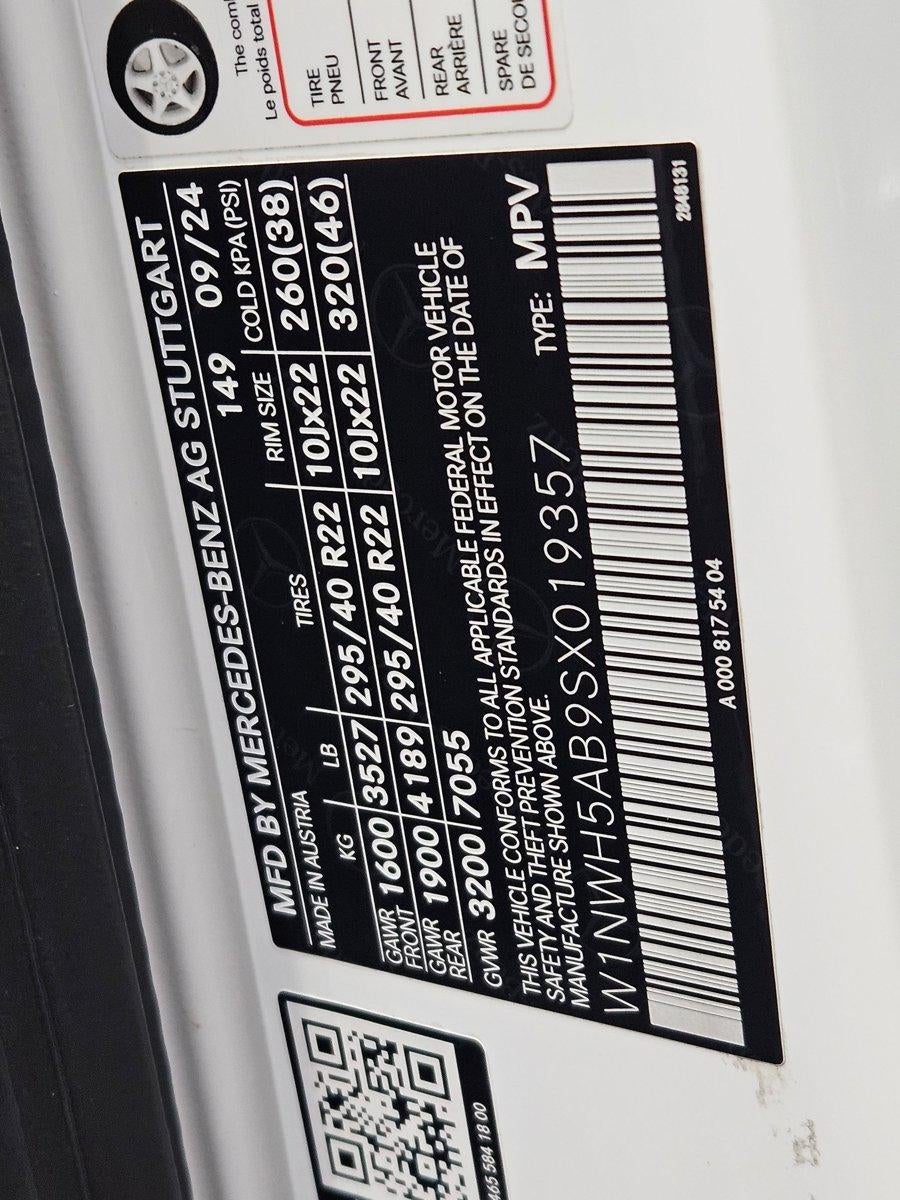 MFD BY MERCEDES-BENZ AG STUTTGART
MADE IN AUSTRIA 149 09/24
KG LB TIRES RIM SIZE COLD KPA (PSI)
GAWR FRONT 1600 3527 295/40 R22 10Jx22 260(38)
GAWR REAR 1900 4189 295/40 R22 10Jx22 320(46)
GVWR 3200 7055
THIS VEHICLE CONFORMS TO ALL APPLICABLE FEDERAL MOTOR VEHICLE
SAFETY AND THEFT PREVENTION STANDARDS IN EFFECT ON THE DATE OF
MANUFACTURE SHOWN ABOVE.
TYPE: MPV
W1NWH5AB9SX019357
A 000 817 54 04
2846131
465 584 18 00
The com
Le poids total
TIRE
PNEU
FRONT
AVANT
REAR
ARRIÈRE
SPARE
DE SECO